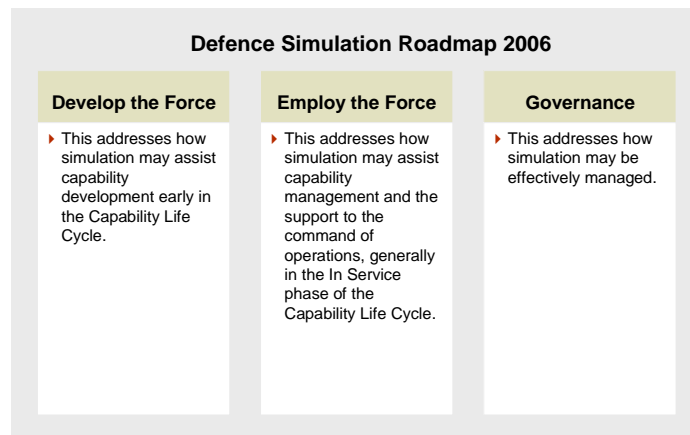 Defence Simulation Roadmap 2006
Develop the Force
This addresses how
simulation may assist
capability
development early in
the Capability Life
Cycle.
Employ the Force
This addresses how
simulation may assist
capability
management and the
support to the
command of
operations, generally
in the In Service
phase of the
Capability Life Cycle.
Governance
This addresses how
simulation may be
effectively managed.